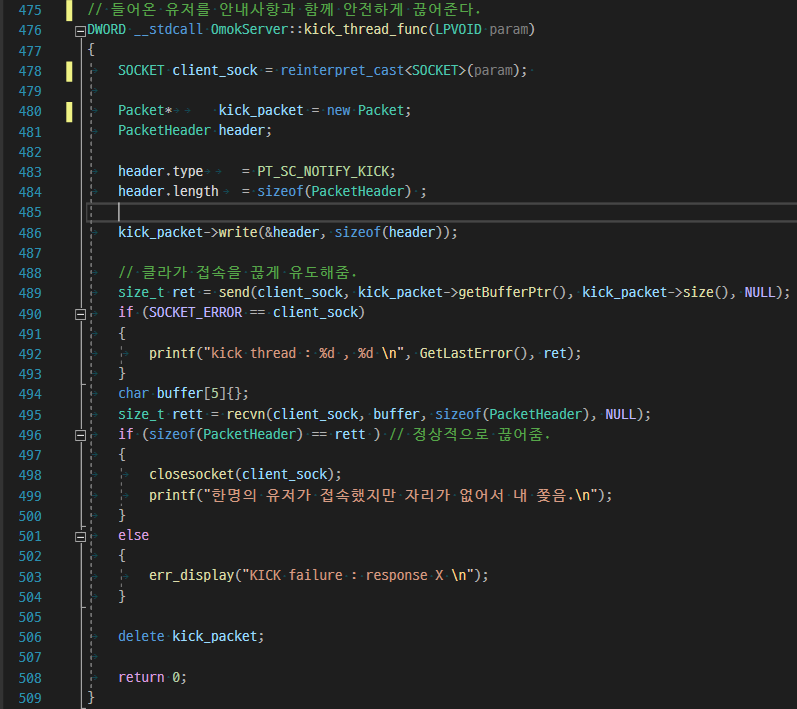 475 // 들어온 유저를 안내사항과 함께 안전하게 끊어준다.
476 DWORD __stdcall OmokServer::kick_thread_func(LPVOID param)
477 {
478 SOCKET client_sock = reinterpret_cast<SOCKET>(param);
479
480 Packet* kick_packet = new Packet;
481 PacketHeader header;
482
483 header.type = PT_SC_NOTIFY_KICK;
484 header.length = sizeof(PacketHeader) ;
485
486 kick_packet->write(&header, sizeof(header));
487
488 // 클라가 접속을 끊게 유도해줌.
489 size_t ret = send(client_sock, kick_packet->getBufferPtr(), kick_packet->size(), NULL);
490 if (SOCKET_ERROR == client_sock)
491 {
492 printf("kick thread : %d , %d \n", GetLastError(), ret);
493 }
494 char buffer[5]{};
495 size_t rett = recvn(client_sock, buffer, sizeof(PacketHeader), NULL);
496 if (sizeof(PacketHeader) == rett ) // 정상적으로 끊어줌.
497 {
498 closesocket(client_sock);
499 printf("한명의 유저가 접속했지만 자리가 없어서 내 쫓음.\n");
500 }
501 else
502 {
503 err_display("KICK failure : response X \n");
504 }
505
506 delete kick_packet;
507
508 return 0;
509 }